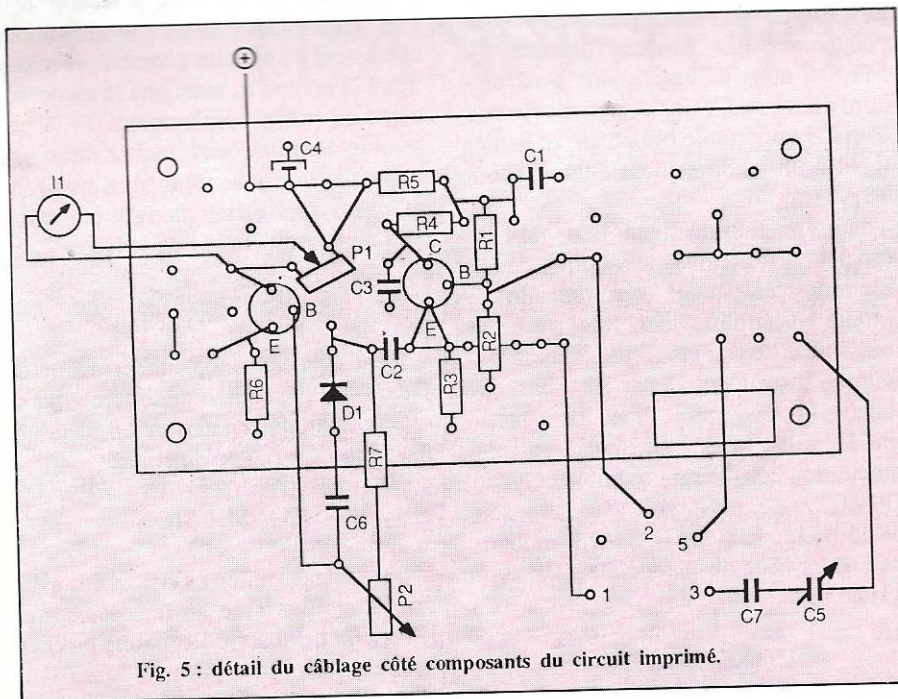 +
C4
C1
I1
R5
R4
P1
C
R1
C3
B
B
E
E
R2
C2
R3
R6
D1
R7
C6
2
5
1
3
P2
C7
C5
Fig. 5 : détail du câblage côté composants du circuit imprimé.